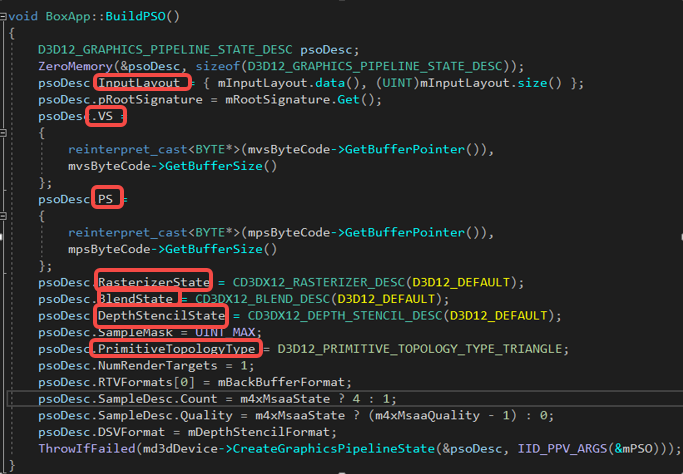 void BoxApp::BuildPSO()
{
D3D12_GRAPHICS_PIPELINE_STATE_DESC psoDesc;
ZeroMemory(&psoDesc, sizeof(D3D12_GRAPHICS_PIPELINE_STATE_DESC));
psoDesc.InputLayout = { mInputLayout.data(), (UINT)mInputLayout.size() };
psoDesc.pRootSignature = mRootSignature.Get();
psoDesc.VS =
{
reinterpret_cast<BYTE*>(mvsByteCode->GetBufferPointer()),
mvsByteCode->GetBufferSize()
};
psoDesc.PS =
{
reinterpret_cast<BYTE*>(mpsByteCode->GetBufferPointer()),
mpsByteCode->GetBufferSize()
};
psoDesc.RasterizerState = CD3DX12_RASTERIZER_DESC(D3D12_DEFAULT);
psoDesc.BlendState = CD3DX12_BLEND_DESC(D3D12_DEFAULT);
psoDesc.DepthStencilState = CD3DX12_DEPTH_STENCIL_DESC(D3D12_DEFAULT);
psoDesc.SampleMask = UINT_MAX;
psoDesc.PrimitiveTopologyType = D3D12_PRIMITIVE_TOPOLOGY_TYPE_TRIANGLE;
psoDesc.NumRenderTargets = 1;
psoDesc.RTVFormats[0] = mBackBufferFormat;
psoDesc.SampleDesc.Count = m4xMsaaState ? 4 : 1;
psoDesc.SampleDesc.Quality = m4xMsaaState ? (m4xMsaaQuality - 1) : 0;
psoDesc.DSVFormat = mDepthStencilFormat;
ThrowIfFailed(md3dDevice->CreateGraphicsPipelineState(&psoDesc, IID_PPV_ARGS(&mPSO)));
}